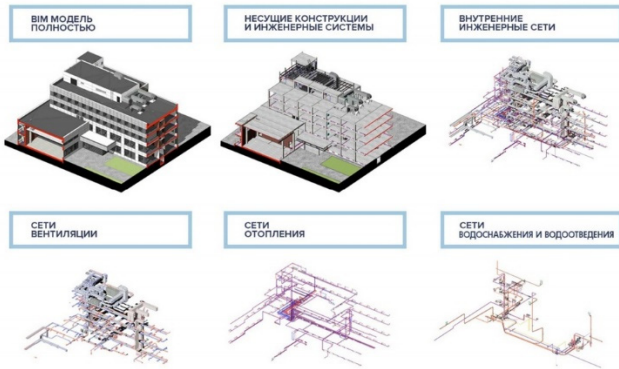 BIM МОДЕЛЬ
ПОЛНОСТЬЮ
НЕСУЩИЕ КОНСТРУКЦИИ
И ИНЖЕНЕРНЫЕ СИСТЕМЫ
ВНУТРЕННИЕ
ИНЖЕНЕРНЫЕ СЕТИ
СЕТИ
ВЕНТИЛЯЦИИ
СЕТИ
ОТОПЛЕНИЯ
СЕТИ
ВОДОСНАБЖЕНИЯ И ВОДООТВЕДЕНИЯ